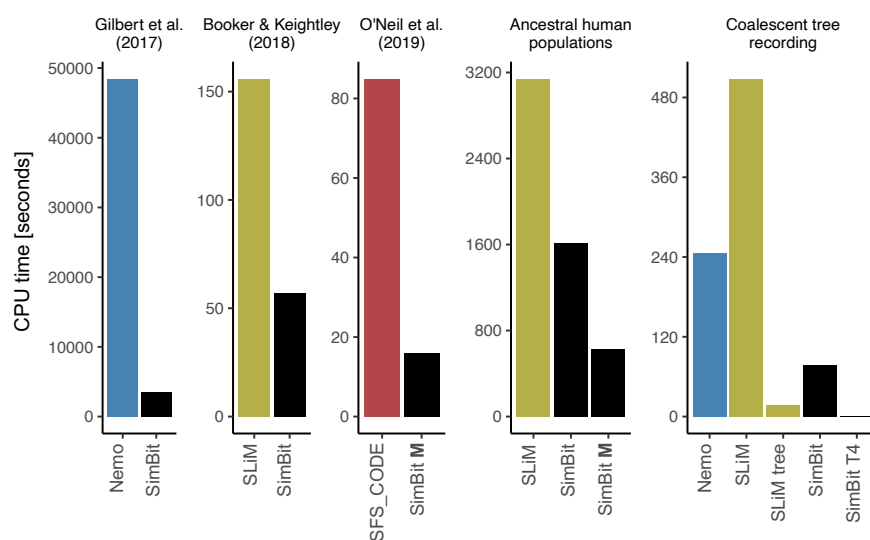 Gilbert et al.
(2017)
Booker & Keightley
(2018)
O'Neil et al.
(2019)
Ancestral human
populations
Coalescent tree
recording
CPU time [seconds]
50000
40000
30000
20000
10000
0
Nemo
SimBit
150
100
50
0
SLiM
SimBit
80
60
40
20
0
SFS_CODE
SimBit M
3200
2400
1600
800
0
SLiM
SimBit
SimBit M
480
360
240
120
0
Nemo
SLiM
SLiM tree
SimBit
SimBit T4